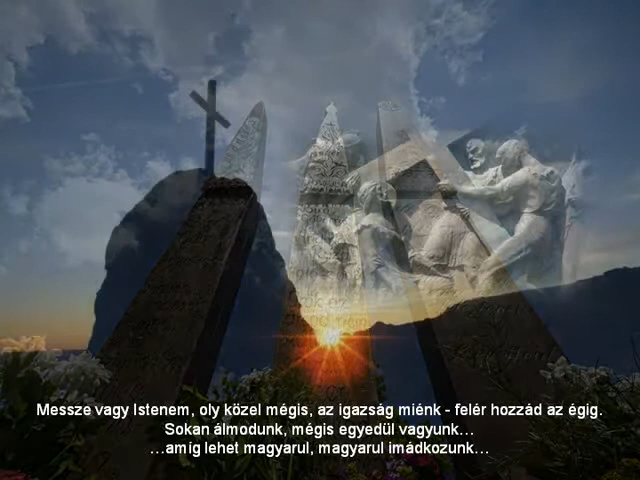 Messze vagy Istenem, oly közel mégis, az igazság miénk - felér hozzád az égig.
Sokan álmodunk, mégis egyedül vagyunk...
...amíg lehet magyarul, magyarul imádkozunk...